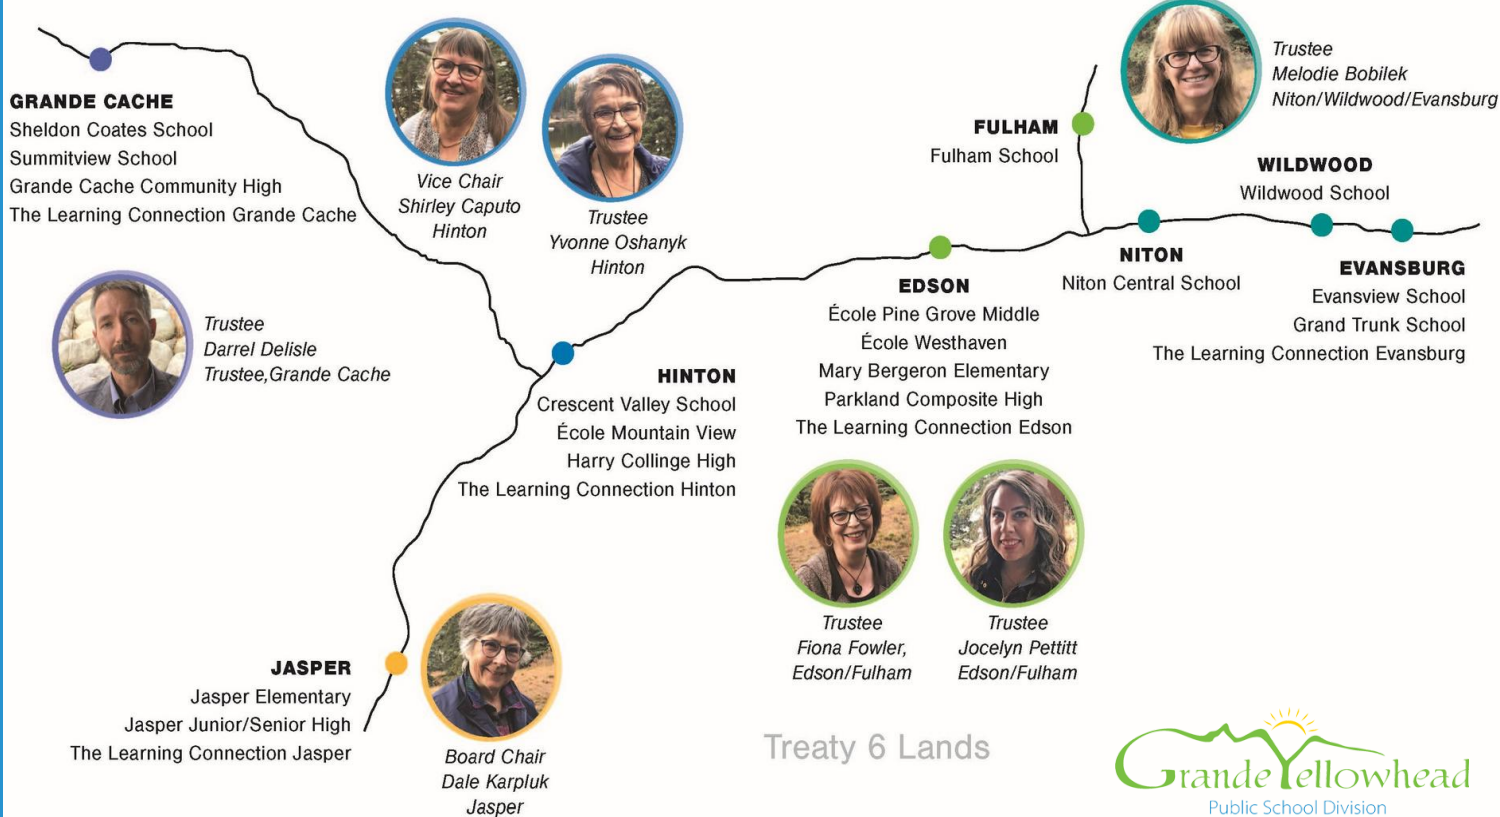 GRANDE CACHE
Sheldon Coates School
Summitview School
Grande Cache Community High
The Learning Connection Grande Cache
Vice Chair
Shirley Caputo
Hinton
Trustee
Yvonne Oshanyk
Hinton
Trustee
Melodie Bobilek
Niton/Wildwood/Evansburg
FULHAM
Fulham School
WILDWOOD
Wildwood School
NITON
Niton Central School
EVANSBURG
Evansview School
Grand Trunk School
The Learning Connection Evansburg
EDSON
École Pine Grove Middle
École Westhaven
Mary Bergeron Elementary
Parkland Composite High
The Learning Connection Edson
Trustee
Darrel Delisle
Trustee,Grande Cache
HINTON
Crescent Valley School
École Mountain View
Harry Collinge High
The Learning Connection Hinton
Trustee
Fiona Fowler,
Edson/Fulham
Trustee
Jocelyn Pettitt
Edson/Fulham
JASPER
Jasper Elementary
Jasper Junior/Senior High
The Learning Connection Jasper
Board Chair
Dale Karpluk
Jasper
Treaty 6 Lands
GrandeYellowhead
Public School Division